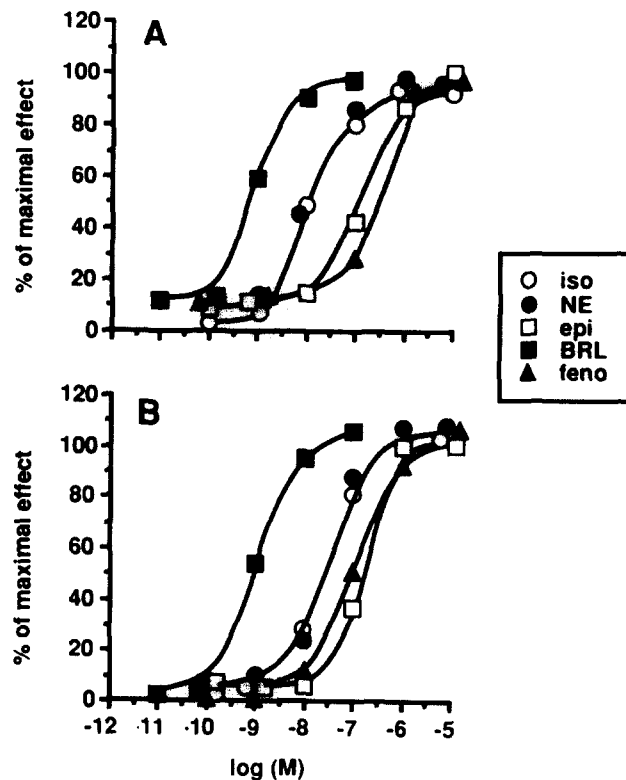 A
% of maximal effect
120
100
80
60
40
20
0
iso
NE
epi
BRL
feno
B
% of maximal effect
120
100
80
60
40
20
0
-12 -11 -10 -9 -8 -7 -6 -5
log (M)